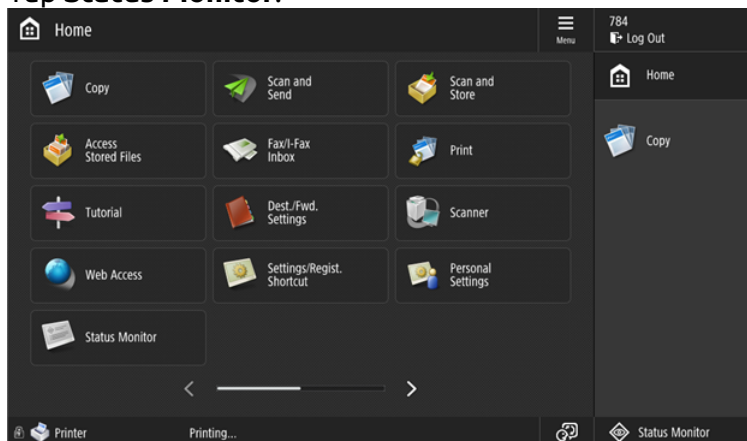 Tap Status Monitor.
Home
Menu
784
Log Out
Copy
Scan and
Send
Scan and
Store
Home
Access
Stored Files
Fax/I-Fax
Inbox
Print
Copy
Tutorial
Dest./Fwd.
Settings
Scanner
Web Access
Settings/Regist.
Shortcut
Personal
Settings
Status Monitor
Printer
Printing...
Status Monitor